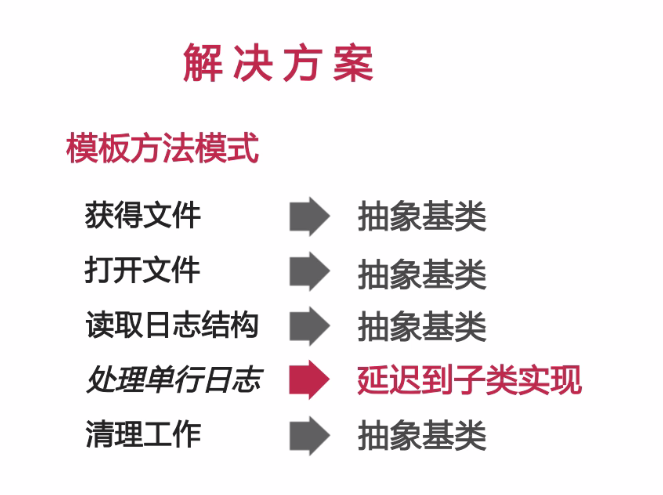 解决方案
模板方法模式
获得文件 抽象基类
打开文件 抽象基类
读取日志结构 抽象基类
处理单行日志 延迟到子类实现
清理工作 抽象基类